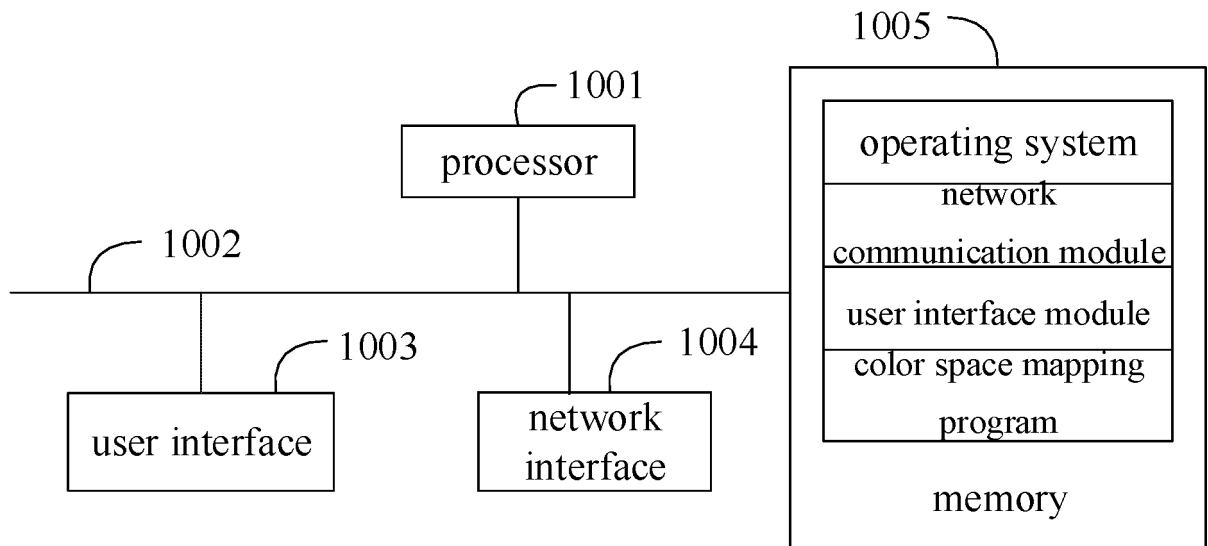 1005
1001
processor
operating system
network
communication module
1002
user interface module
1003
1004
color space mapping
program
user interface
network
interface
memory